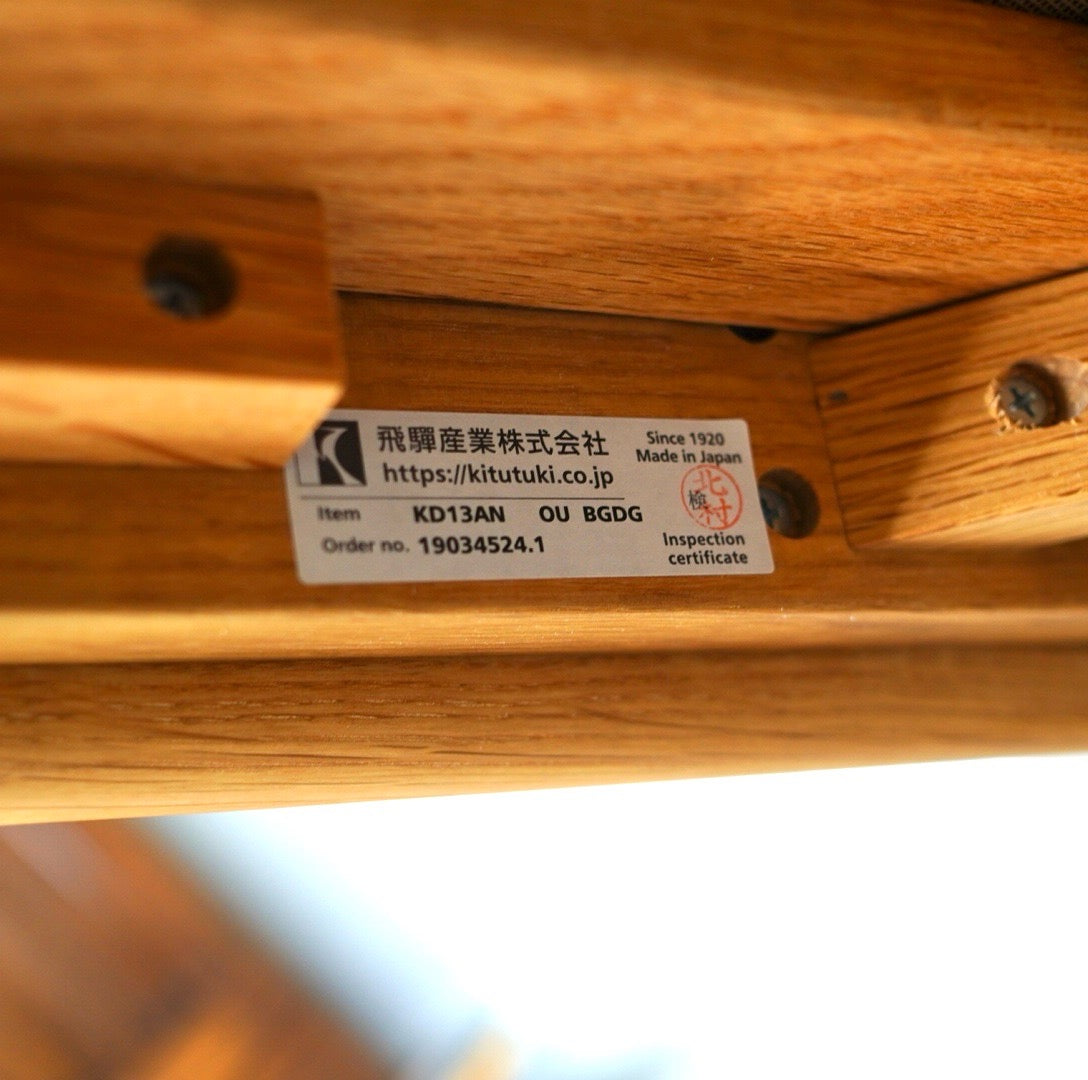 飛驒産業株式会社
https://kitutuki.co.jp
Item KD13AN OU BGDG
Order no. 19034524.1
Since 1920
Made in Japan
北村
検
Inspection
certificate